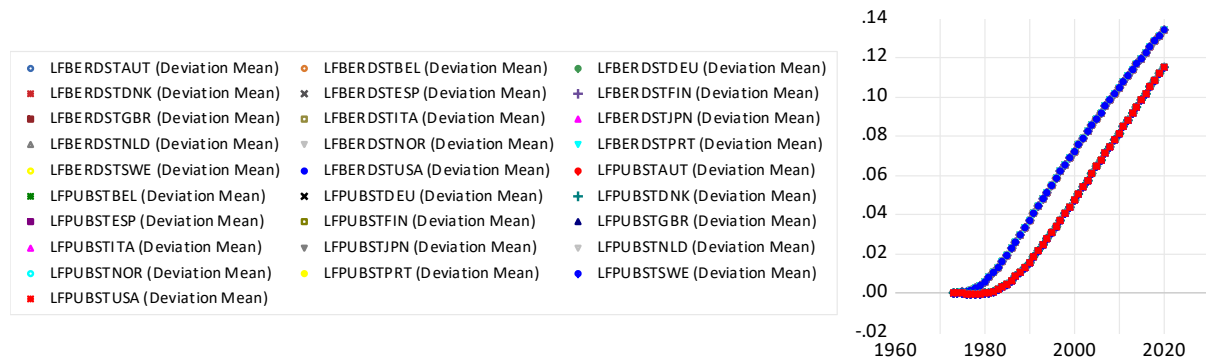 LFBERDSTAUT (Deviation Mean) LFBERDSTBEL (Deviation Mean) LFBERDSTDEU (Deviation Mean)
LFBERDSTDNK (Deviation Mean) LFBERDSTESP (Deviation Mean) LFBERDSTFIN (Deviation Mean)
LFBERDSTGBR (Deviation Mean) LFBERDSTITA (Deviation Mean) LFBERDSTJPN (Deviation Mean)
LFBERDSTNLD (Deviation Mean) LFBERDSTNOR (Deviation Mean) LFBERDSTPRT (Deviation Mean)
LFBERDSTSWE (Deviation Mean) LFBERDSTUSA (Deviation Mean) LFPUBSTAUT (Deviation Mean)
LFPUBSTBEL (Deviation Mean) LFPUBSTDEU (Deviation Mean) LFPUBSTDNK (Deviation Mean)
LFPUBSTESP (Deviation Mean) LFPUBSTFIN (Deviation Mean) LFPUBSTGBR (Deviation Mean)
LFPUBSTITA (Deviation Mean) LFPUBSTJPN (Deviation Mean) LFPUBSTNLD (Deviation Mean)
LFPUBSTNOR (Deviation Mean) LFPUBSTPRT (Deviation Mean) LFPUBSTSWE (Deviation Mean)
LFPUBSTUSA (Deviation Mean)
.14
.12
.10
.08
.06
.04
.02
.00
-.02
1960 1980 2000 2020